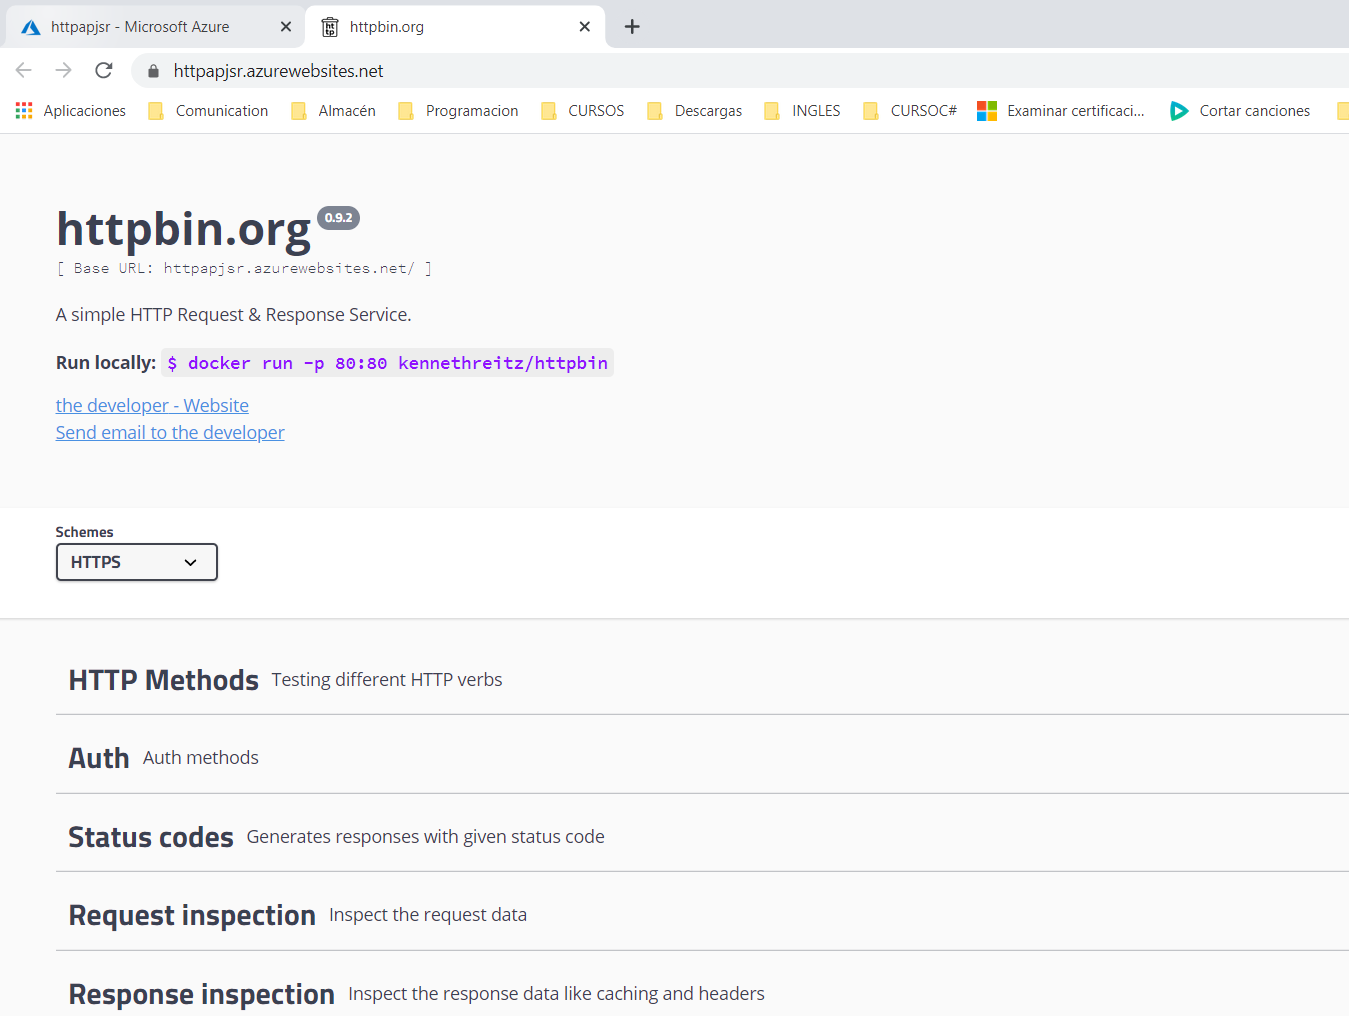 httpapjsr - Microsoft Azure
httpbin.org
httpapjsr.azurewebsites.net
Aplicaciones Comunication Almacén Programacion CURSOS Descargas INGLES CURSOC# Examinar certificaci... Cortar canciones
httpbin.org 0.9.2
[ Base URL: httpapjsr.azurewebsites.net/ ]
A simple HTTP Request & Response Service.
Run locally: $ docker run -p 80:80 kennethreitz/httpbin
the developer - Website
Send email to the developer
Schemes
HTTPS
HTTP Methods Testing different HTTP verbs
Auth Auth methods
Status codes Generates responses with given status code
Request inspection Inspect the request data
Response inspection Inspect the response data like caching and headers